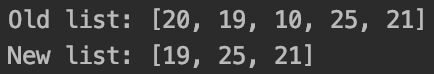 Old list: [20, 19, 10, 25, 21]
New list: [19, 25, 21]